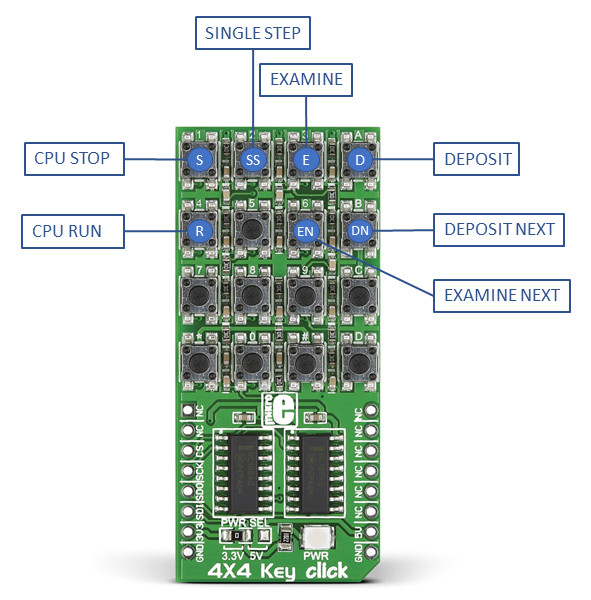 SINGLE STEP
EXAMINE
CPU STOP
DEPOSIT
CPU RUN
DEPOSIT NEXT
EXAMINE NEXT
1 2 3 A
S SS E D
4 5 6 B
R EN DN
7 8 9 C
* 0 # D
mikro e
NC NC
NC NC
CS NC
SCK NC
SDO NC
SDI NC
3V3 5V
GND GND
PWR SEL
3.3V 5V
PWR
4X4 Key click